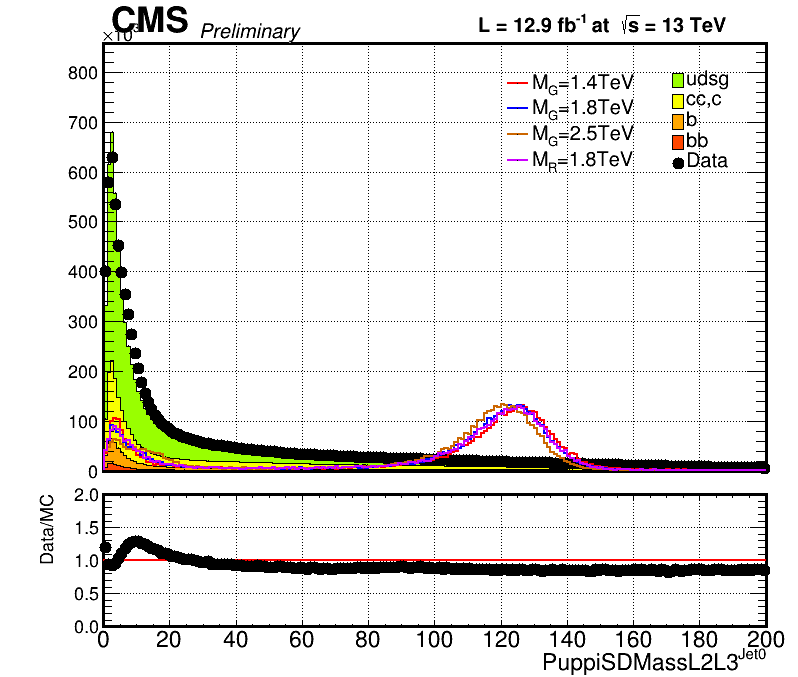 CMS Preliminary L = 12.9 fb⁻¹ at √s = 13 TeV
×10³
M_G=1.4TeV
M_G=1.8TeV
M_G=2.5TeV
M_R=1.8TeV
udsg
cc,c
b
bb
Data
800
700
600
500
400
300
200
100
0
Data/MC
2.0
1.5
1.0
0.5
0.0
0 20 40 60 80 100 120 140 160 180 200
PuppiSDMassL2L3^Jet0